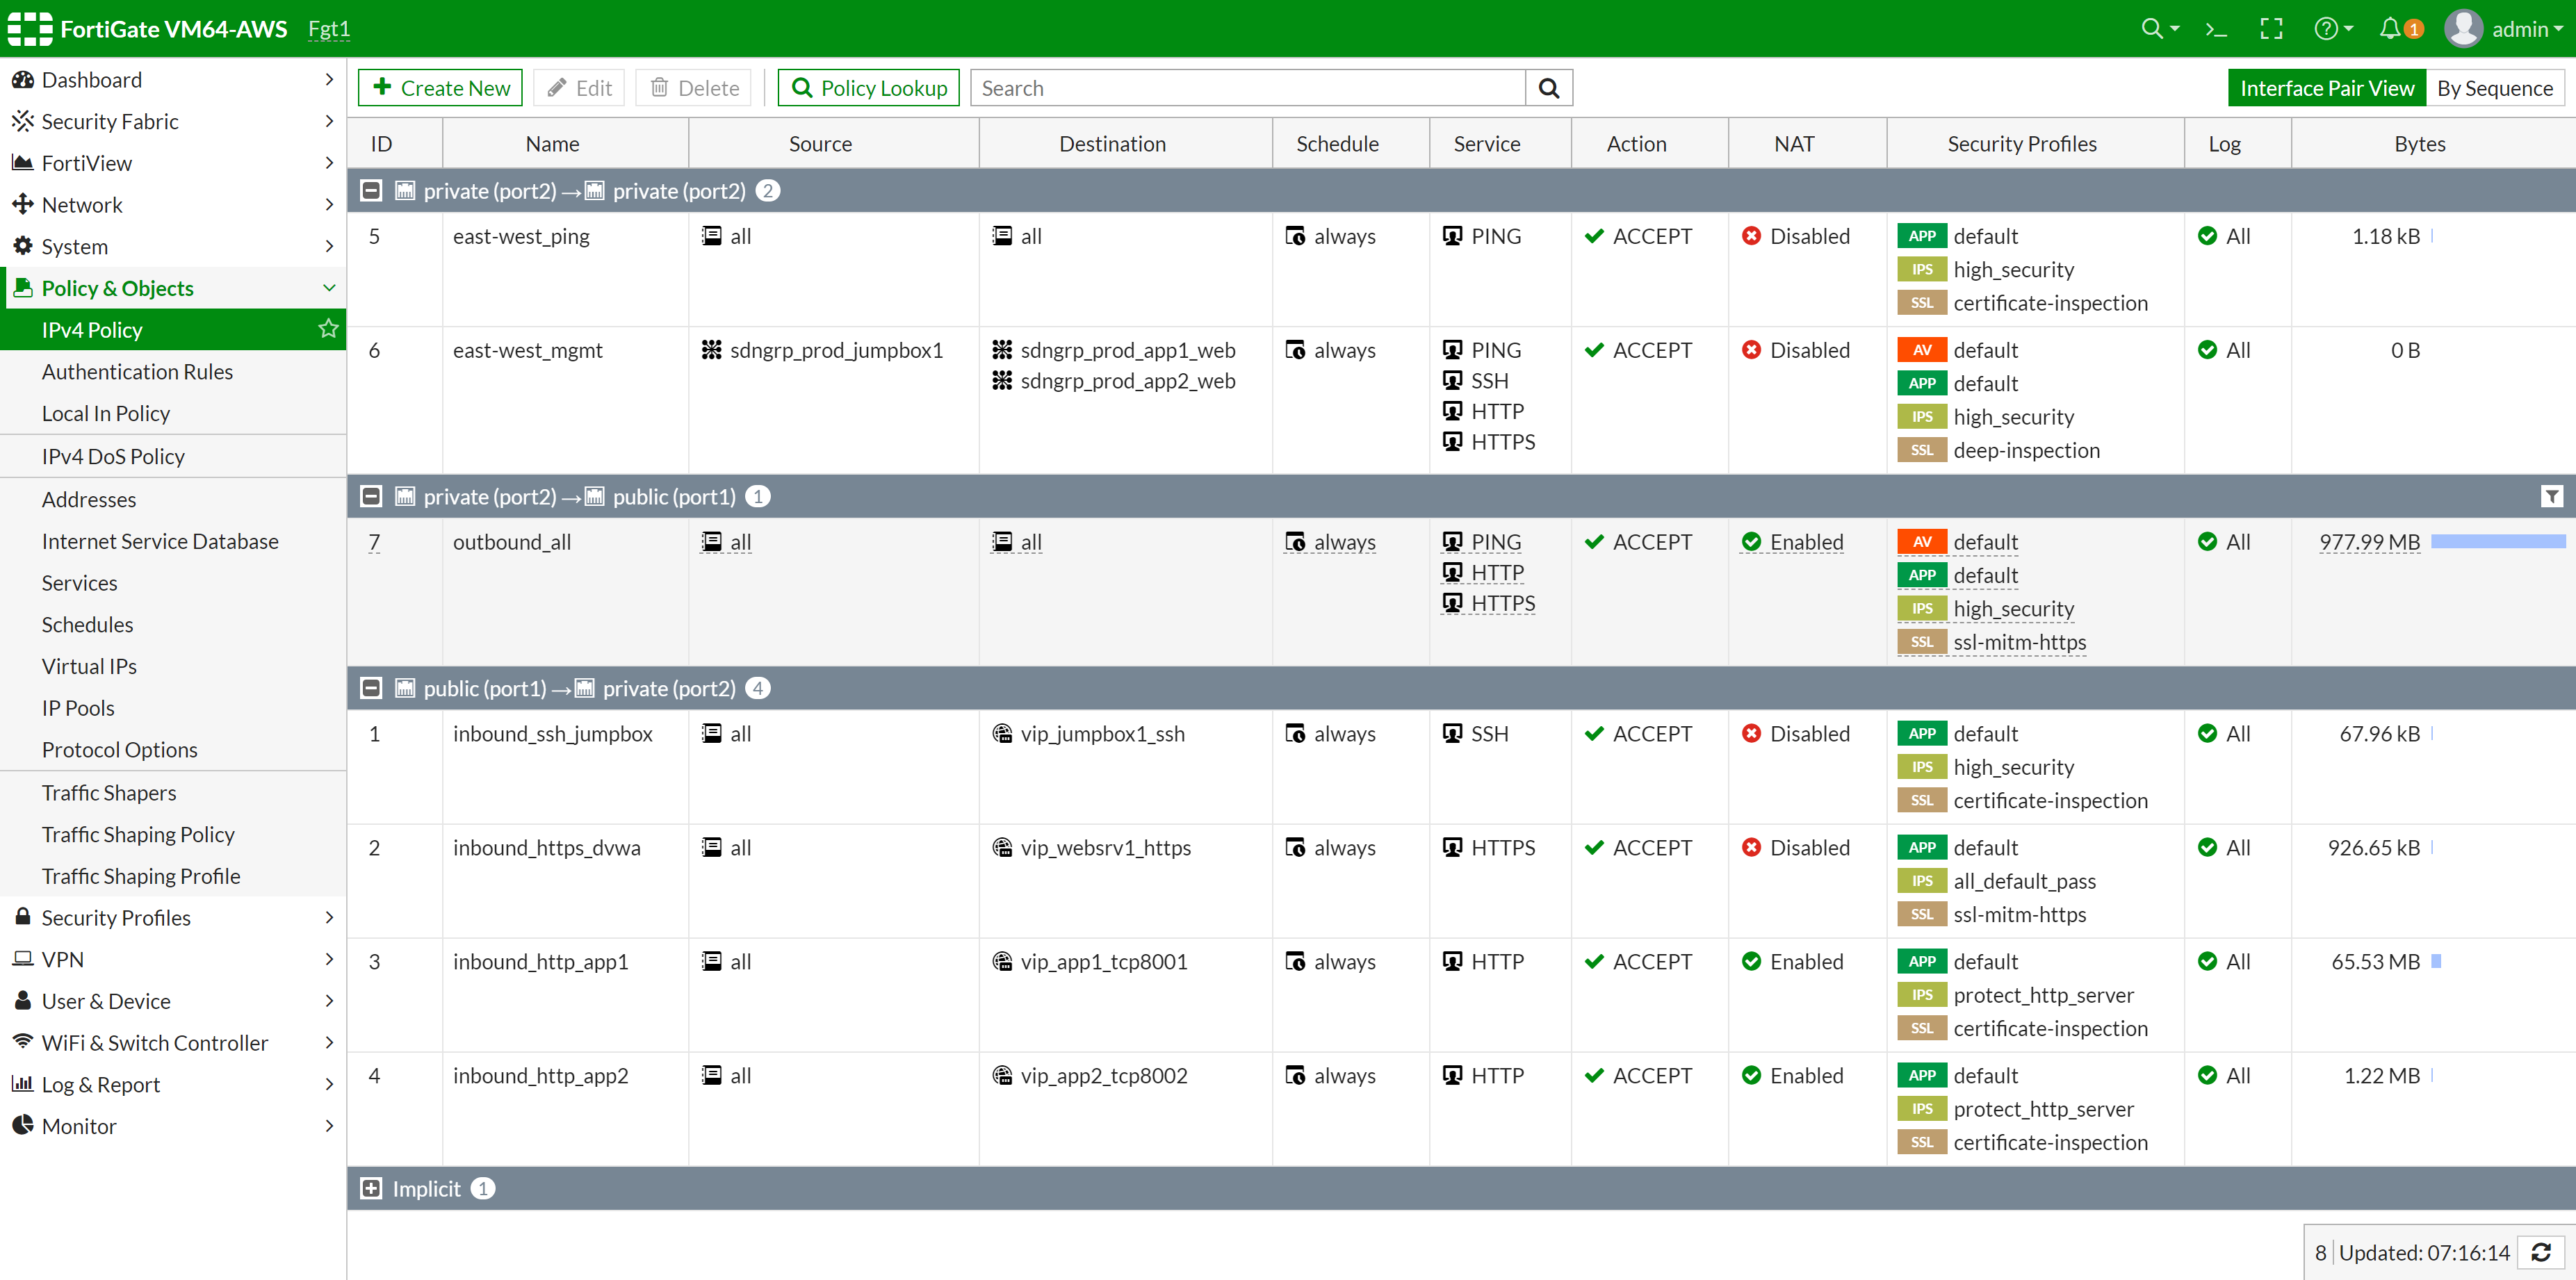 FortiGate VM64-AWS Fgt1
1 admin
Dashboard
Security Fabric
FortiView
Network
System
Policy & Objects
IPv4 Policy
Authentication Rules
Local In Policy
IPv4 DoS Policy
Addresses
Internet Service Database
Services
Schedules
Virtual IPs
IP Pools
Protocol Options
Traffic Shapers
Traffic Shaping Policy
Traffic Shaping Profile
Security Profiles
VPN
User & Device
WiFi & Switch Controller
Log & Report
Monitor
Create New Edit Delete Policy Lookup Search Interface Pair View By Sequence
ID Name Source Destination Schedule Service Action NAT Security Profiles Log Bytes
private (port2) → private (port2) 2
5 east-west_ping all all always PING ACCEPT Disabled APP default All 1.18 kB
IPS high_security
SSL certificate-inspection
6 east-west_mgmt sdngrp_prod_jumpbox1 sdngrp_prod_app1_web always PING ACCEPT Disabled AV default All 0 B
sdngrp_prod_app2_web SSH APP default
HTTP IPS high_security
HTTPS SSL deep-inspection
private (port2) → public (port1) 1
7 outbound_all all all always PING ACCEPT Enabled AV default All 977.99 MB
HTTP APP default
HTTPS IPS high_security
SSL ssl-mitm-https
public (port1) → private (port2) 4
1 inbound_ssh_jumpbox all vip_jumpbox1_ssh always SSH ACCEPT Disabled APP default All 67.96 kB
IPS high_security
SSL certificate-inspection
2 inbound_https_dvwa all vip_websrv1_https always HTTPS ACCEPT Disabled APP default All 926.65 kB
IPS all_default_pass
SSL ssl-mitm-https
3 inbound_http_app1 all vip_app1_tcp8001 always HTTP ACCEPT Enabled APP default All 65.53 MB
IPS protect_http_server
SSL certificate-inspection
4 inbound_http_app2 all vip_app2_tcp8002 always HTTP ACCEPT Enabled APP default All 1.22 MB
IPS protect_http_server
SSL certificate-inspection
Implicit 1
8 Updated: 07:16:14